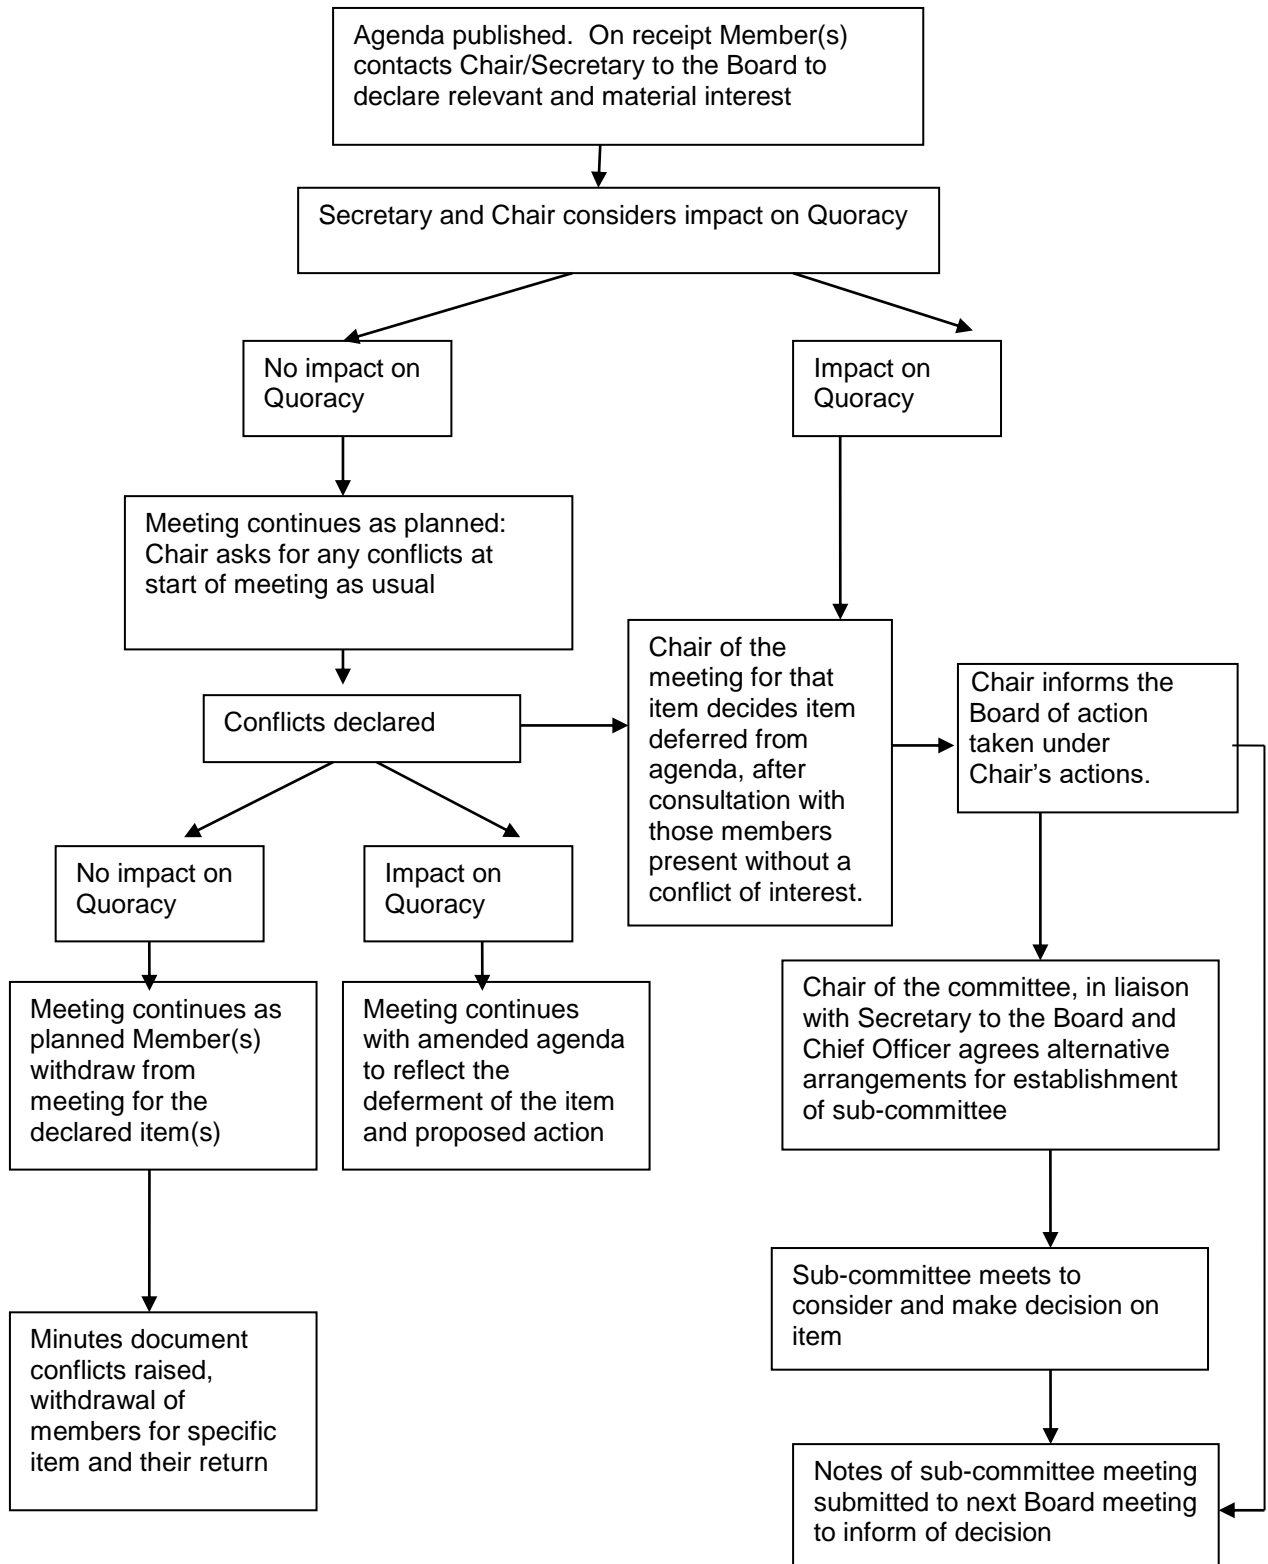 Agenda published.  On receipt Member(s)
contacts Chair/Secretary to the Board to
declare relevant and material interest
Secretary and Chair considers impact on Quoracy
No impact on
Quoracy
Impact on
Quoracy
Meeting continues as planned:
Chair asks for any conflicts at
start of meeting as usual
Chair of the
meeting for that
item decides item
deferred from
agenda, after
consultation with
those members
present without a
conflict of interest.
Chair informs the
Board of action
taken under
Chair’s actions.
Conflicts declared
No impact on
Quoracy
Impact on
Quoracy
Meeting continues as
planned Member(s)
withdraw from
meeting for the
declared item(s)
Meeting continues
with amended agenda
to reflect the
deferment of the item
and proposed action
Chair of the committee, in liaison
with Secretary to the Board and
Chief Officer agrees alternative
arrangements for establishment
of sub-committee
Sub-committee meets to
consider and make decision on
item
Minutes document
conflicts raised,
withdrawal of
members for specific
item and their return
Notes of sub-committee meeting
submitted to next Board meeting
to inform of decision